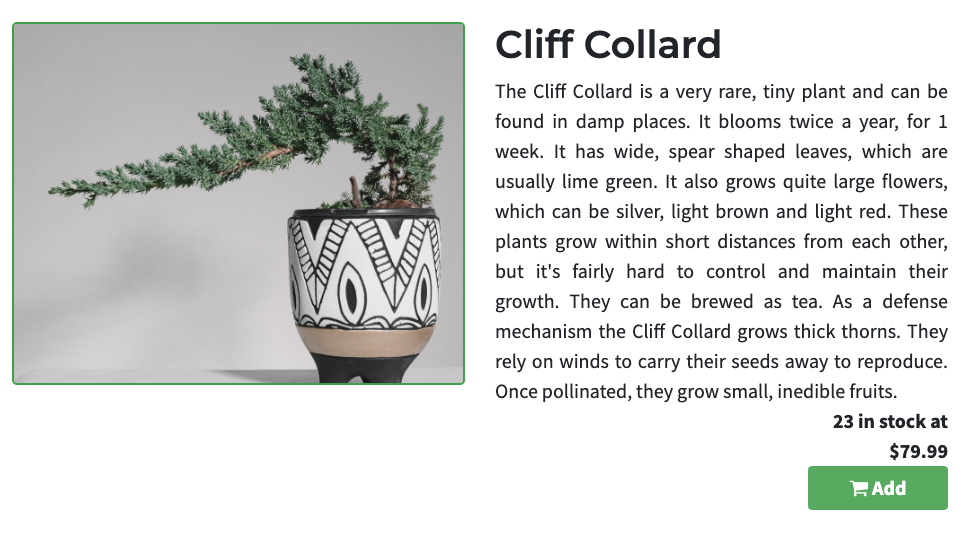 Cliff Collard
The Cliff Collard is a very rare, tiny plant and can be
found in damp places. It blooms twice a year, for 1
week. It has wide, spear shaped leaves, which are
usually lime green. It also grows quite large flowers,
which can be silver, light brown and light red. These
plants grow within short distances from each other,
but it's fairly hard to control and maintain their
growth. They can be brewed as tea. As a defense
mechanism the Cliff Collard grows thick thorns. They
rely on winds to carry their seeds away to reproduce.
Once pollinated, they grow small, inedible fruits.
23 in stock at
$79.99
Add